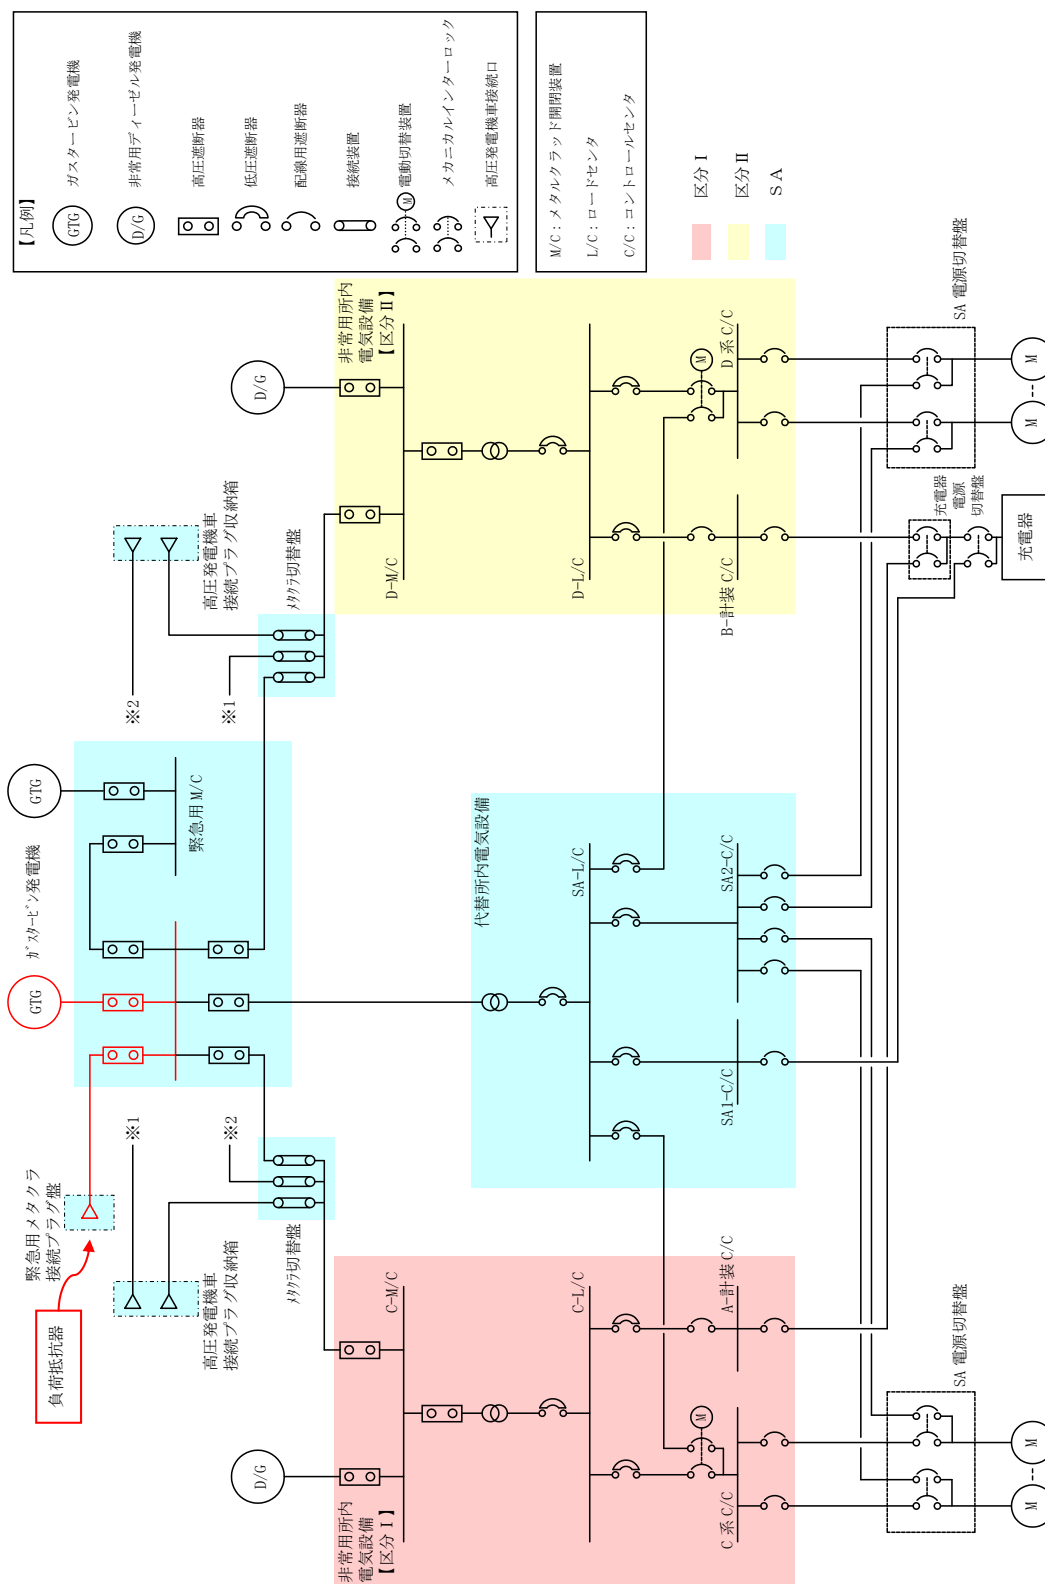 【凡例】
GTG
ガスタービン発電機
D/G
非常用ディーゼル発電機
高圧遮断器
低圧遮断器
配線用遮断器
接続装置
M
電動切替装置
メカニカルインターロック
高圧発電機車接続口
M/C：メタルクラッド開閉装置
L/C：ロードセンタ
C/C：コントロールセンタ
区分Ⅰ
区分Ⅱ
ＳＡ
負荷抵抗器
緊急用メタクラ
接続プラグ盤
GTG
ｶﾞｽﾀｰﾋﾞﾝ発電機
GTG
緊急用M/C
※1
※2
高圧発電機車
接続プラグ収納箱
ﾒﾀｸﾗ切替盤
※2
※1
高圧発電機車
接続プラグ収納箱
ﾒﾀｸﾗ切替盤
D/G
D/G
非常用所内
電気設備
【区分Ⅰ】
C-M/C
C-L/C
M
C系C/C
A-計装C/C
代替所内電気設備
SA-L/C
SA1-C/C
SA2-C/C
非常用所内
電気設備
【区分Ⅱ】
D-M/C
D-L/C
M
B-計装C/C
D系C/C
SA電源切替盤
M
M
充電器
電源
切替盤
充電器
SA電源切替盤
M
M